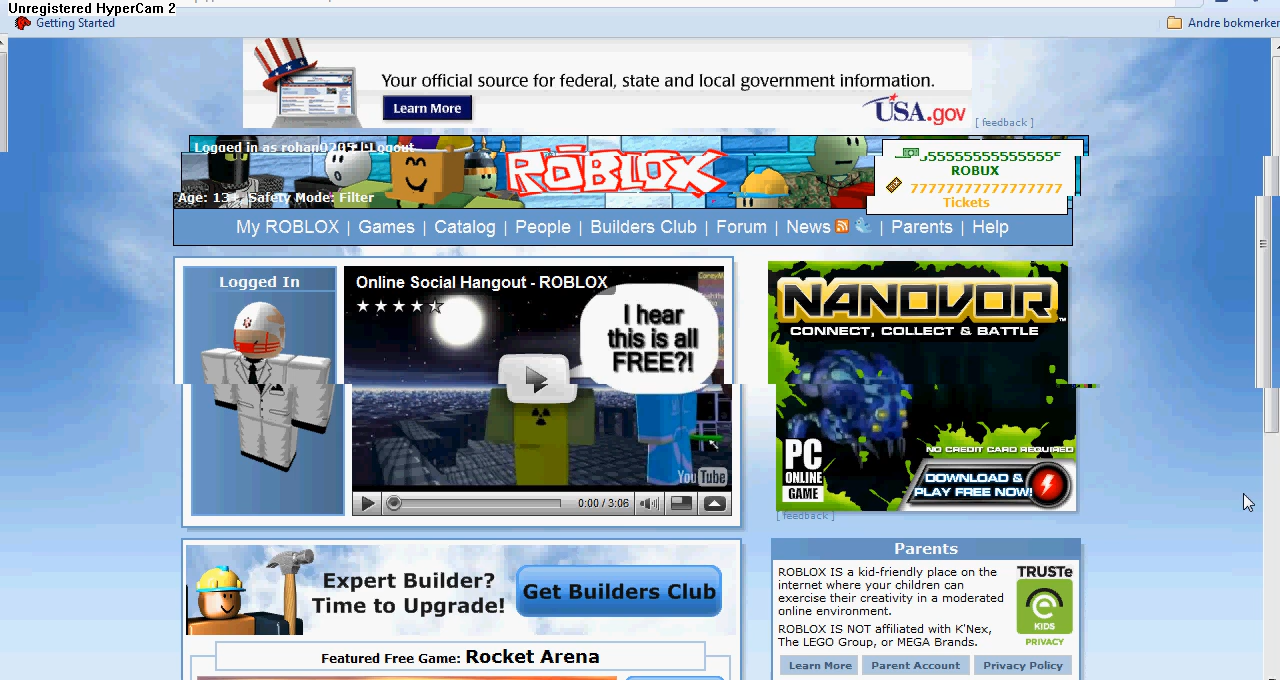 Unregistered HyperCam 2
Getting Started
Andre bokmerker
Your official source for federal, state and local government information.
Learn More
USA.gov
[ feedback ]
Logged in as rohan0205 | Logout
ROBLOX
ROBUX
77777777777777777
Tickets
Age: 13+, Safety Mode: Filter
My ROBLOX | Games | Catalog | People | Builders Club | Forum | News | Parents | Help
Logged In
Online Social Hangout - ROBLOX
I hear
this is all
FREE?!
YouTube
0:00 / 3:06
NANOVOR
CONNECT, COLLECT & BATTLE
NO CREDIT CARD REQUIRED
PC
ONLINE
GAME
DOWNLOAD &
PLAY FREE NOW!
[ feedback ]
Expert Builder?
Time to Upgrade!
Get Builders Club
Featured Free Game: Rocket Arena
Parents
ROBLOX IS a kid-friendly place on the
internet where your children can
exercise their creativity in a moderated
online environment.
ROBLOX IS NOT affiliated with K'Nex,
The LEGO Group, or MEGA Brands.
TRUSTe
e
KIDS
PRIVACY
Learn More
Parent Account
Privacy Policy